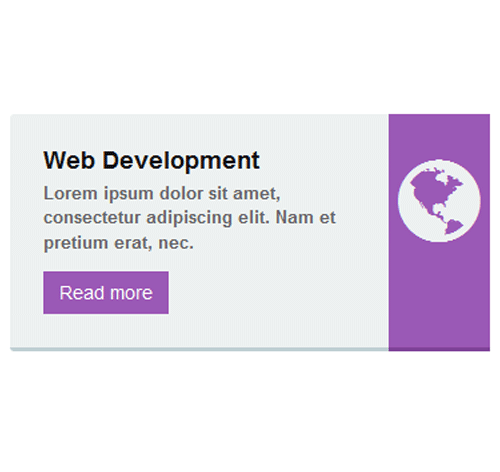 Web Development
Lorem ipsum dolor sit amet,
consectetur adipiscing elit. Nam et
pretium erat, nec.
Read more